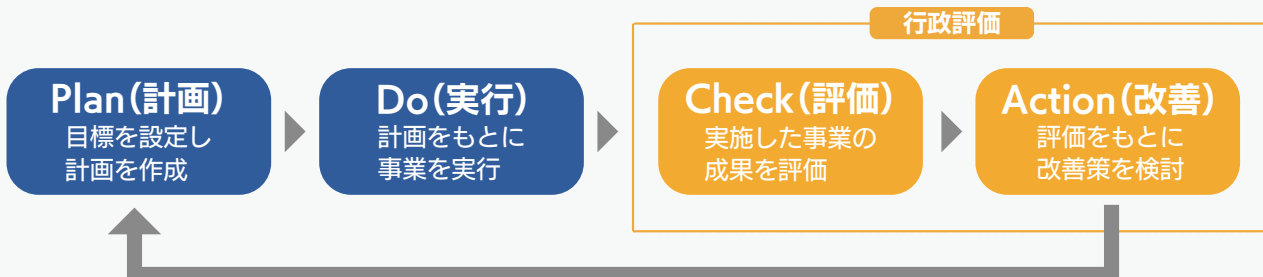 行政評価
Plan(計画)
目標を設定し
計画を作成
Do(実行)
計画をもとに
事業を実行
Check(評価)
実施した事業の
成果を評価
Action(改善)
評価をもとに
改善策を検討